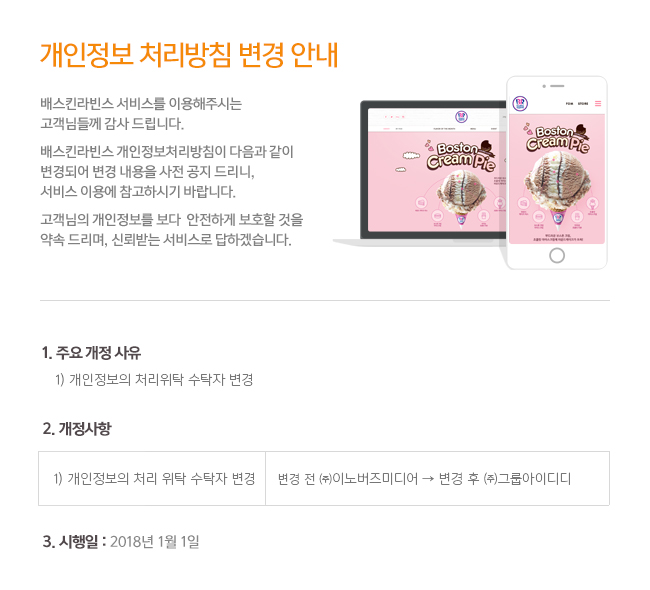 개인정보 처리방침 변경 안내
배스킨라빈스 서비스를 이용해주시는
고객님들께 감사 드립니다.
배스킨라빈스 개인정보처리방침이 다음과 같이
변경되어 변경 내용을 사전 공지 드리니,
서비스 이용에 참고하시기 바랍니다.
고객님의 개인정보를 보다 안전하게 보호할 것을
약속 드리며, 신뢰받는 서비스로 답하겠습니다.
Boston
Cream Pie
Boston
Cream Pie
1. 주요 개정 사유
1) 개인정보의 처리위탁 수탁자 변경
2. 개정사항
1) 개인정보의 처리 위탁 수탁자 변경
변경 전 ㈜이노버즈미디어 → 변경 후 ㈜그룹아이디디
3. 시행일 : 2018년 1월 1일